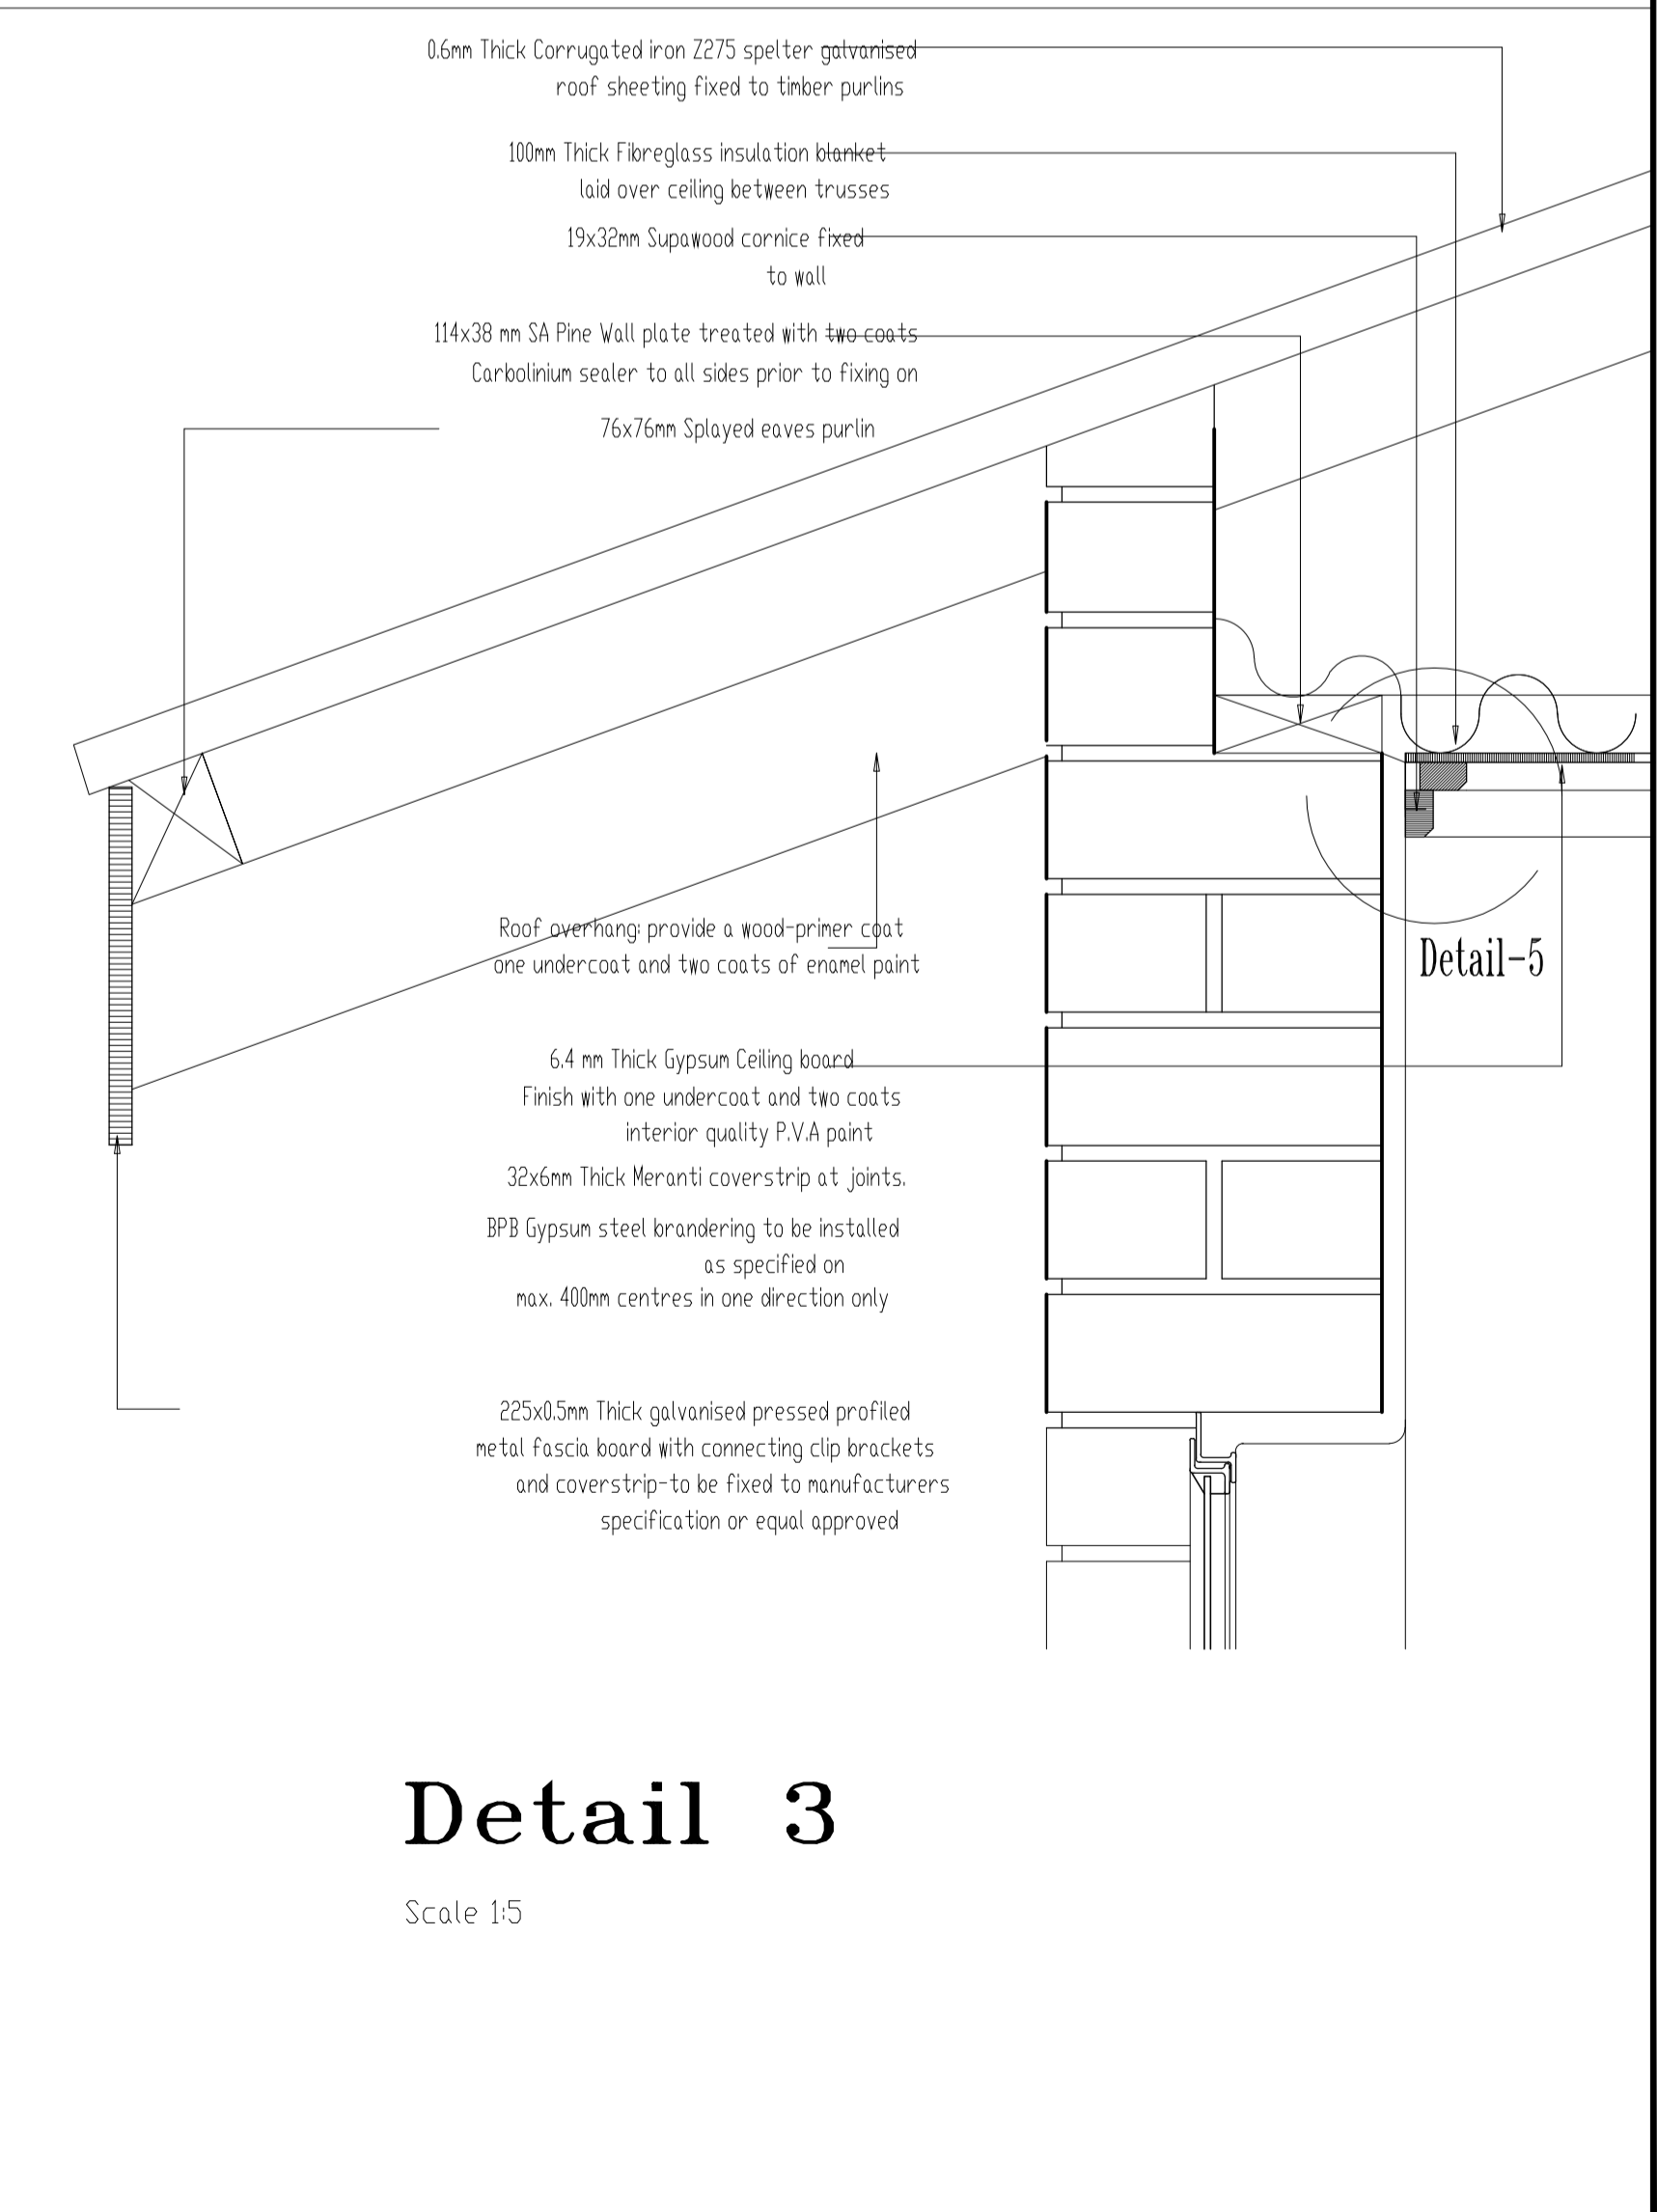 0.6mm Thick Corrugated iron Z275 spelter galvanised
roof sheeting fixed to timber purlins
100mm Thick Fibreglass insulation blanket
laid over ceiling between trusses
19x32mm Supawood cornice fixed
to wall
114x38 mm SA Pine Wall plate treated with two coats
Carbolinium sealer to all sides prior to fixing on
76x76mm Splayed eaves purlin
Roof overhang: provide a wood-primer coat
one undercoat and two coats of enamel paint
Detail-5
6.4 mm Thick Gypsum Ceiling board
Finish with one undercoat and two coats
interior quality P.V.A paint
32x6mm Thick Meranti coverstrip at joints.
BPB Gypsum steel brandering to be installed
as specified on
max. 400mm centres in one direction only
225x0.5mm Thick galvanised pressed profiled
metal fascia board with connecting clip brackets
and coverstrip-to be fixed to manufacturers
specification or equal approved
Detail 3
Scale 1:5